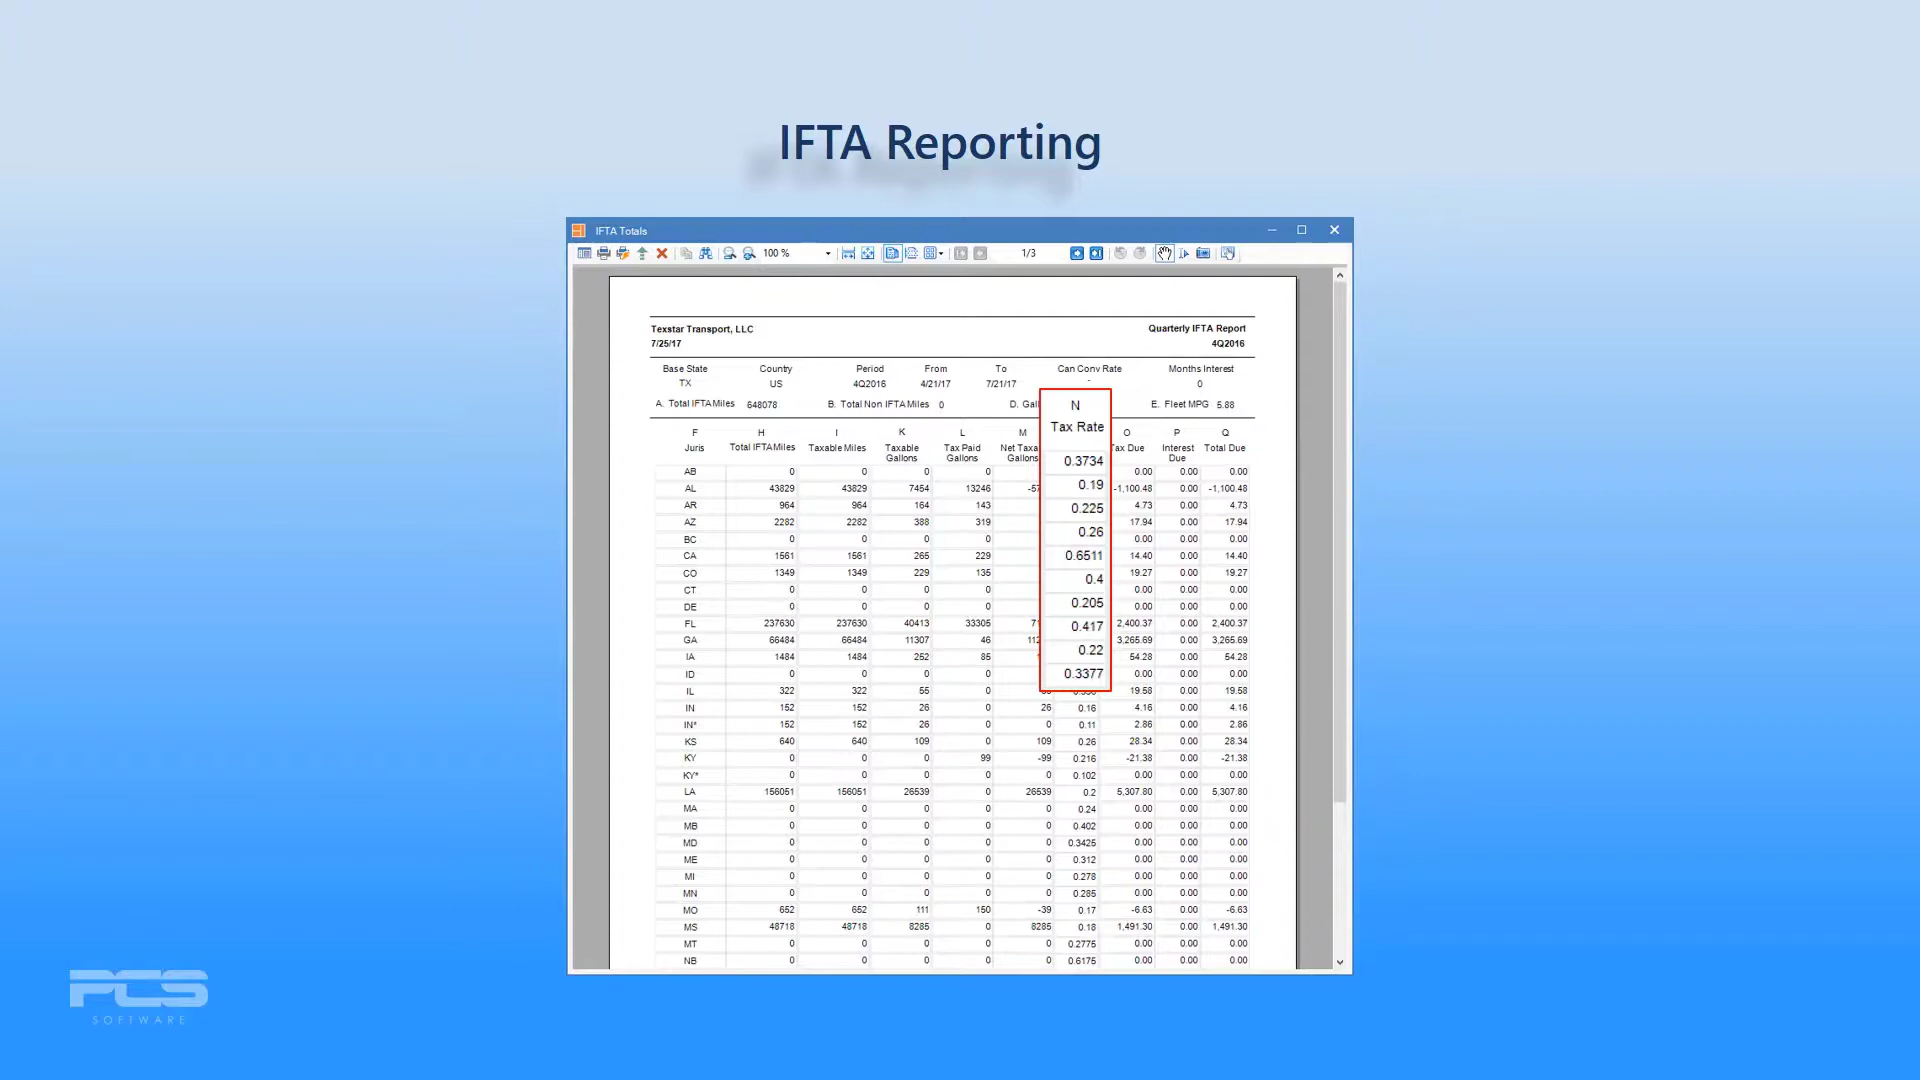 IFTA Reporting
IFTA Totals
100 %
1/3
Texstar Transport, LLC Quarterly IFTA Report
7/25/17 4Q2016
Base State Country Period From To Can Conv Rate Months Interest
TX US 4Q2016 4/21/17 7/21/17 - 0
A. Total IFTA Miles 648078 B. Total Non IFTA Miles 0 D. Gall E. Fleet MPG 5.88
F H I K L M N O P Q
Juris Total IFTA Miles Taxable Miles Taxable Gallons Tax Paid Gallons Net Taxa Gallons Tax Rate Tax Due Interest Due Total Due
AB 0 0 0 0 0.00 0.00 0.00
AL 43829 43829 7454 13246 -57 -1,100.48 0.00 -1,100.48
AR 964 964 164 143 4.73 0.00 4.73
AZ 2282 2282 388 319 17.94 0.00 17.94
BC 0 0 0 0 0.00 0.00 0.00
CA 1561 1561 265 229 14.40 0.00 14.40
CO 1349 1349 229 135 19.27 0.00 19.27
CT 0 0 0 0 0.00 0.00 0.00
DE 0 0 0 0 0.00 0.00 0.00
FL 237630 237630 40413 33305 71 2,400.37 0.00 2,400.37
GA 66484 66484 11307 46 112 3,265.69 0.00 3,265.69
IA 1484 1484 252 85 54.28 0.00 54.28
ID 0 0 0 0 0.00 0.00 0.00
IL 322 322 55 0 19.58 0.00 19.58
IN 152 152 26 0 26 0.16 4.16 0.00 4.16
IN* 152 152 26 0 0 0.11 2.86 0.00 2.86
KS 640 640 109 0 109 0.26 28.34 0.00 28.34
KY 0 0 0 99 -99 0.216 -21.38 0.00 -21.38
KY* 0 0 0 0 0 0.102 0.00 0.00 0.00
LA 156051 156051 26539 0 26539 0.2 5,307.80 0.00 5,307.80
MA 0 0 0 0 0 0.24 0.00 0.00 0.00
MB 0 0 0 0 0 0.402 0.00 0.00 0.00
MD 0 0 0 0 0 0.3425 0.00 0.00 0.00
ME 0 0 0 0 0 0.312 0.00 0.00 0.00
MI 0 0 0 0 0 0.278 0.00 0.00 0.00
MN 0 0 0 0 0 0.285 0.00 0.00 0.00
MO 652 652 111 150 -39 0.17 -6.63 0.00 -6.63
MS 48718 48718 8285 0 8285 0.18 1,491.30 0.00 1,491.30
MT 0 0 0 0 0 0.2775 0.00 0.00 0.00
NB 0 0 0 0 0 0.6175 0.00 0.00 0.00
0.3734
0.19
0.225
0.26
0.6511
0.4
0.205
0.417
0.22
0.3377
PCS
SOFTWARE